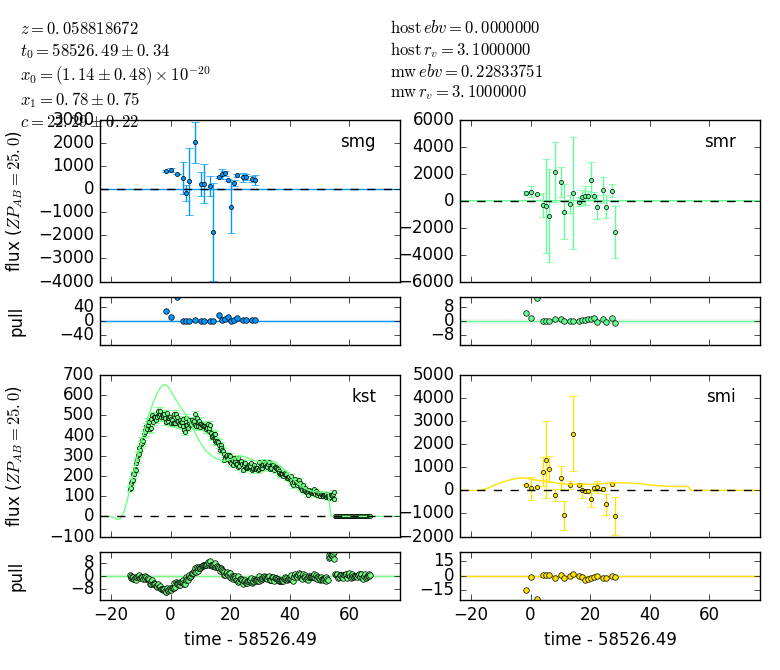 z = 0.058818672
t0 = 58526.49 ± 0.34
x0 = (1.14 ± 0.48) × 10^-20
x1 = 0.78 ± 0.75
c = 22.29 ± 0.22
host ebv = 0.0000000
host r_v = 3.1000000
mw ebv = 0.22833751
mw r_v = 3.1000000
3000
2000
1000
0
−1000
−2000
−3000
−4000
flux (ZP_AB = 25.0)
smg
6000
4000
2000
0
−2000
−4000
−6000
smr
40
0
−40
pull
8
0
−8
700
600
500
400
300
200
100
0
−100
flux (ZP_AB = 25.0)
kst
5000
4000
3000
2000
1000
0
−1000
−2000
smi
8
0
−8
pull
−20 0 20 40 60
time - 58526.49
15
0
−15
−20 0 20 40 60
time - 58526.49